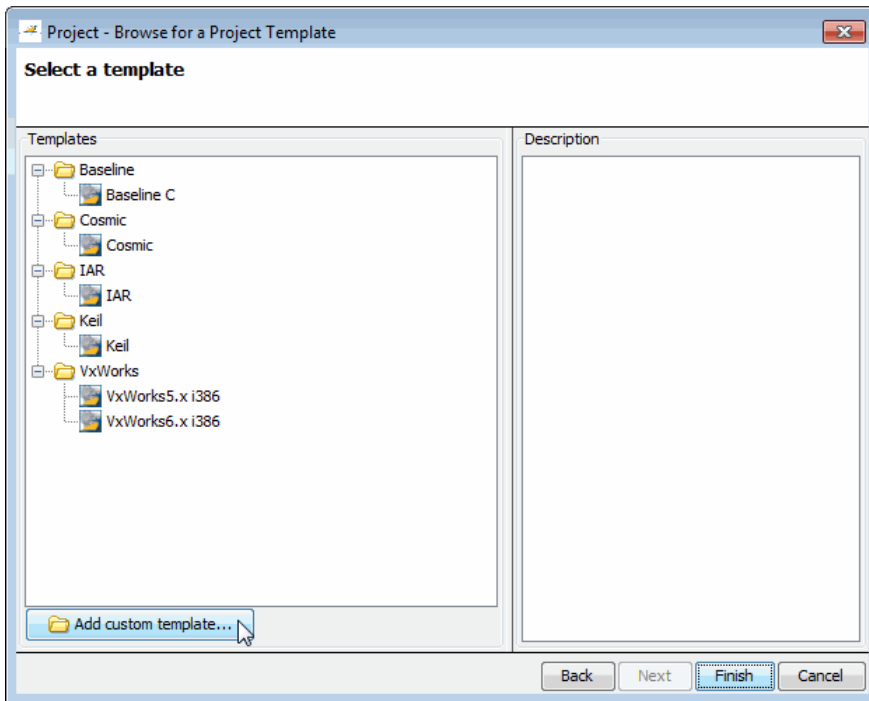 Project - Browse for a Project Template
Select a template
Templates
Description
Baseline
Baseline C
Cosmic
Cosmic
IAR
IAR
Keil
Keil
VxWorks
VxWorks5.x i386
VxWorks6.x i386
Add custom template...
Back
Next
Finish
Cancel